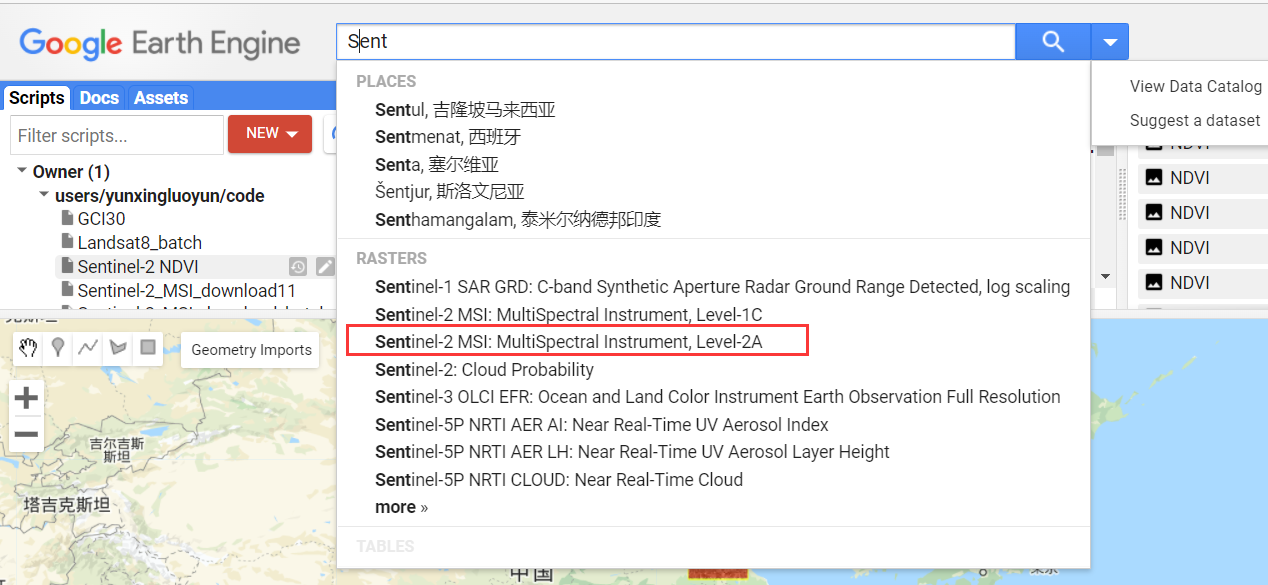 Google Earth Engine
Sent
View Data Catalog
Suggest a dataset
Scripts Docs Assets
Filter scripts...
NEW
Owner (1)
users/yunxingluoyun/code
GCI30
Landsat8_batch
Sentinel-2 NDVI
Sentinel-2_MSI_download11
PLACES
Sentul, 吉隆坡马来西亚
Sentmenat, 西班牙
Senta, 塞尔维亚
Šentjur, 斯洛文尼亚
Senthamangalam, 泰米尔纳德邦印度
RASTERS
Sentinel-1 SAR GRD: C-band Synthetic Aperture Radar Ground Range Detected, log scaling
Sentinel-2 MSI: MultiSpectral Instrument, Level-1C
Sentinel-2 MSI: MultiSpectral Instrument, Level-2A
Sentinel-2: Cloud Probability
Sentinel-3 OLCI EFR: Ocean and Land Color Instrument Earth Observation Full Resolution
Sentinel-5P NRTI AER AI: Near Real-Time UV Aerosol Index
Sentinel-5P NRTI AER LH: Near Real-Time UV Aerosol Layer Height
Sentinel-5P NRTI CLOUD: Near Real-Time Cloud
more »
TABLES
NDVI
NDVI
NDVI
NDVI
NDVI
Geometry Imports
吉尔吉斯
斯坦
塔吉克斯坦
中国